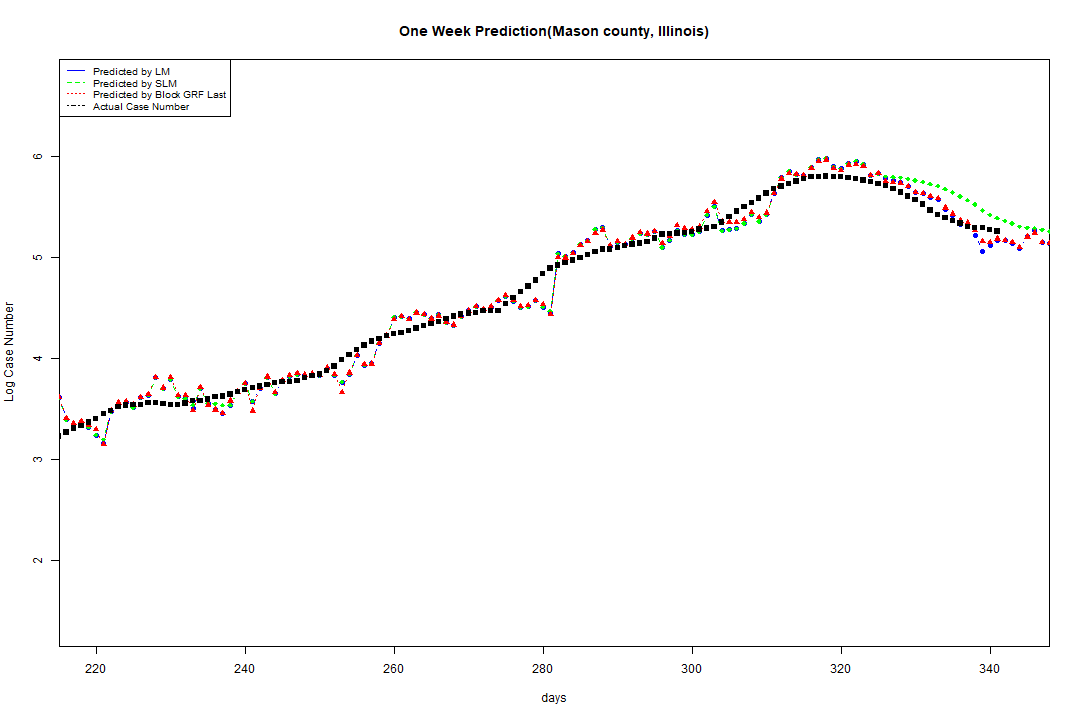 One Week Prediction(Mason county, Illinois)
Predicted by LM
Predicted by SLM
Predicted by Block GRF Last
Actual Case Number
6
5
4
3
2
Log Case Number
220 240 260 280 300 320 340
days